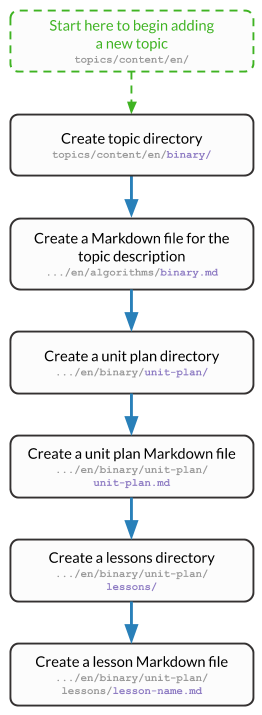 Start here to begin adding
a new topic
topics/content/en/
Create topic directory
topics/content/en/binary/
Create a Markdown file for the
topic description
.../en/algorithms/binary.md
Create a unit plan directory
.../en/binary/unit-plan/
Create a unit plan Markdown file
.../en/binary/unit-plan/
unit-plan.md
Create a lessons directory
.../en/binary/unit-plan/
lessons/
Create a lesson Markdown file
.../en/binary/unit-plan/
lessons/lesson-name.md